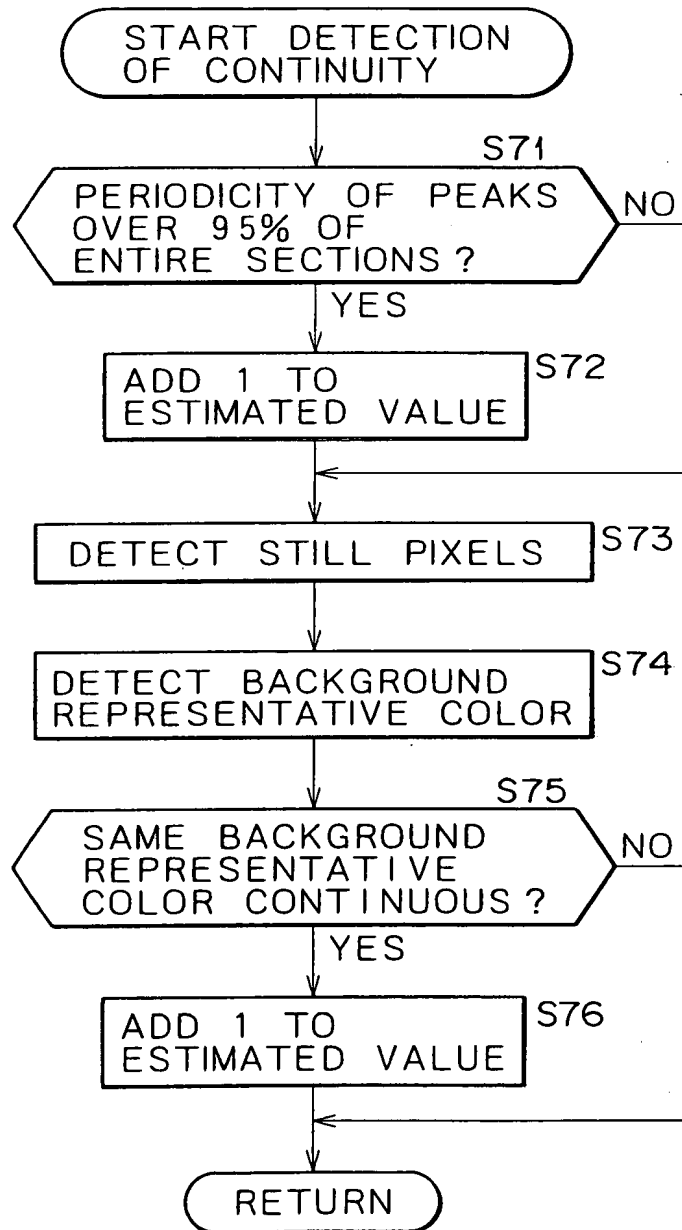 START DETECTION
OF CONTINUITY
S71
PERIODICITY OF PEAKS
OVER 95% OF
ENTIRE SECTIONS?
NO
YES
S72
ADD 1 TO
ESTIMATED VALUE
S73
DETECT STILL PIXELS
S74
DETECT BACKGROUND
REPRESENTATIVE COLOR
S75
SAME BACKGROUND
REPRESENTATIVE
COLOR CONTINUOUS?
NO
YES
S76
ADD 1 TO
ESTIMATED VALUE
RETURN